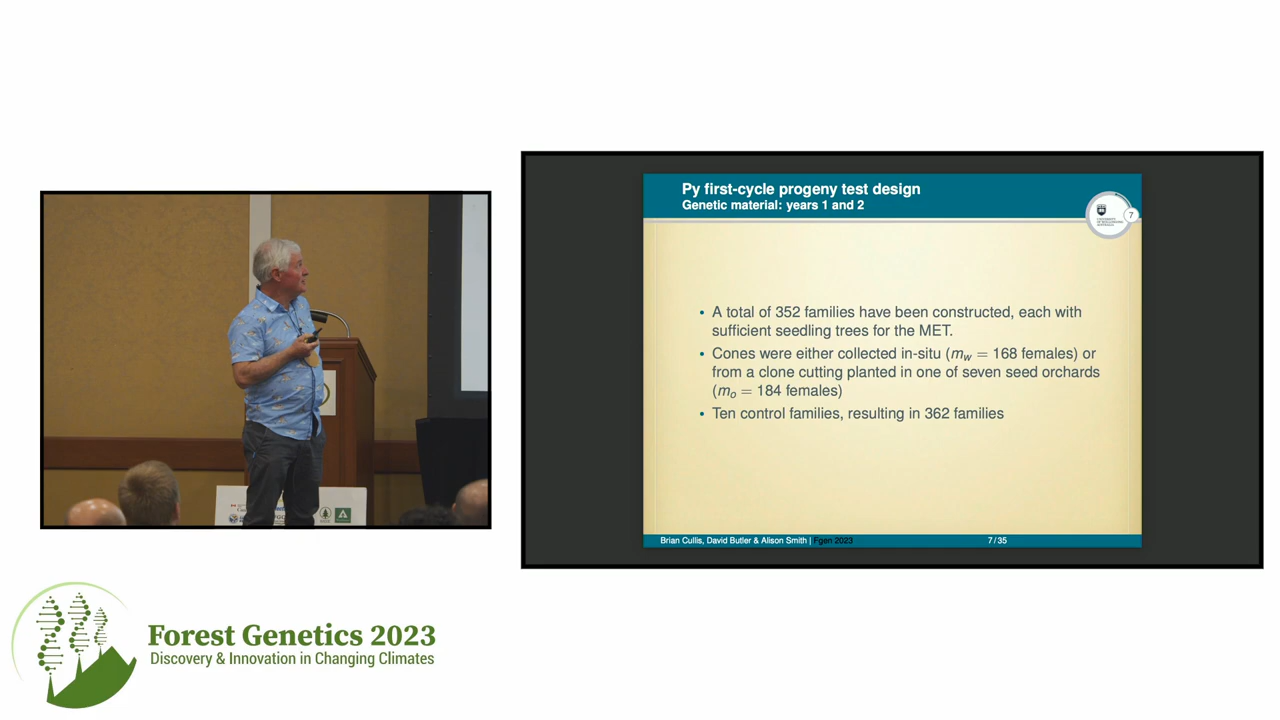 Py first-cycle progeny test design
Genetic material: years 1 and 2
7
• A total of 352 families have been constructed, each with
sufficient seedling trees for the MET.
• Cones were either collected in-situ (m_w = 168 females) or
from a clone cutting planted in one of seven seed orchards
(m_o = 184 females)
• Ten control families, resulting in 362 families
Brian Cullis, David Butler & Alison Smith | Fgen 2023
7 / 35
Forest Genetics 2023
Discovery & Innovation in Changing Climates